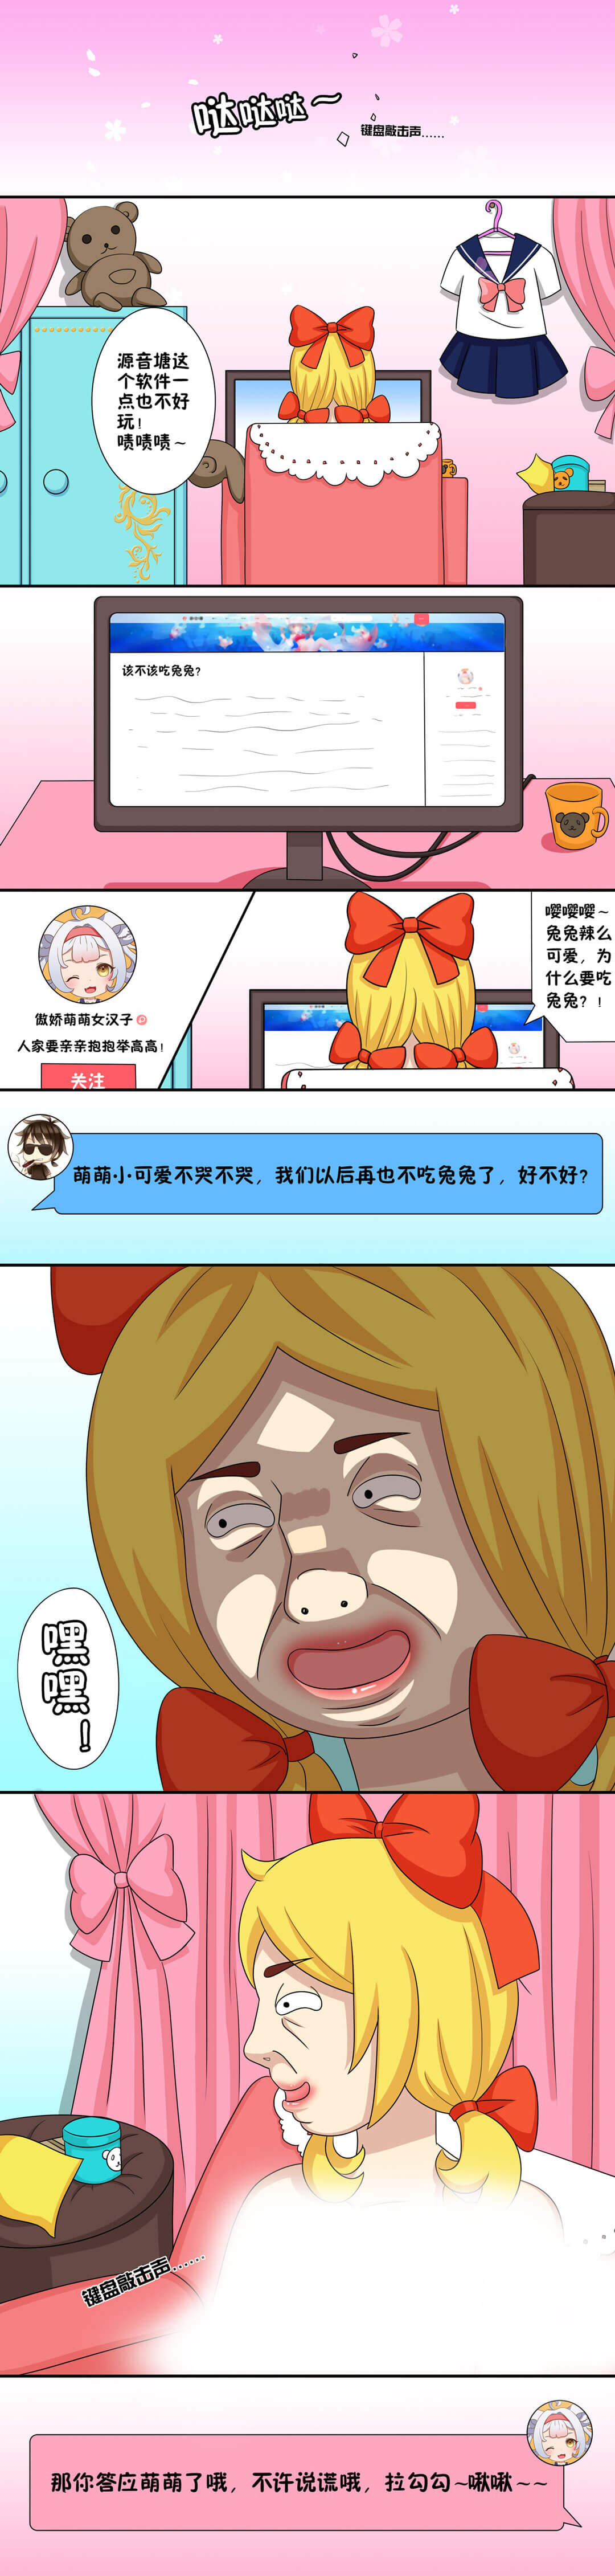 哒哒哒～
键盘敲击声……
源音塘这
个软件一
点也不好
玩！
啧啧啧～
该不该吃兔兔？
傲娇萌萌女汉子
人家要亲亲抱抱举高高！
关注
嘤嘤嘤～
兔兔辣么
可爱，为
什么要吃
兔兔？！
萌萌小可爱不哭不哭，我们以后再也不吃兔兔了，好不好？
嘿
嘿
！
键盘敲击声……
那你答应萌萌了哦，不许说谎哦，拉勾勾~啾啾~~